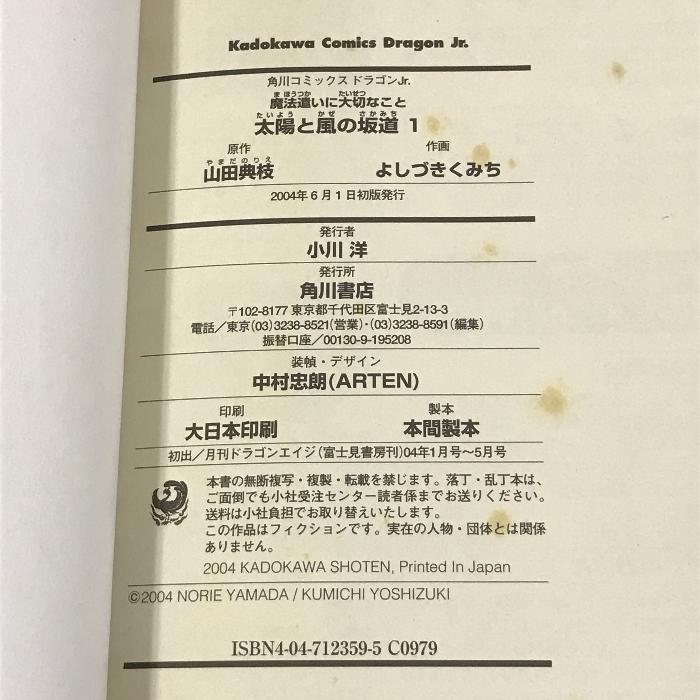 Kadokawa Comics Dragon Jr.
角川コミックス ドラゴンJr.
ま ほうつか たいせつ
魔法遣いに大切なこと
たいよう かぜ さかみち
太陽と風の坂道 1
原作 作画
やまだのりえ
山田典枝 よしづきくみち
2004年6月1日初版発行
発行者
小川 洋
発行所
角川書店
〒102-8177 東京都千代田区富士見2-13-3
電話/東京(03)3238-8521(営業)・(03)3238-8591(編集)
振替口座/00130-9-195208
装幀・デザイン
中村忠朗(ARTEN)
印刷 製本
大日本印刷 本間製本
初出/月刊ドラゴンエイジ(富士見書房刊)04年1月号〜5月号
本書の無断複写・複製・転載を禁じます。落丁・乱丁本は、
ご面倒でも小社受注センター読者係までお送りください。
送料は小社負担でお取り替えいたします。
この作品はフィクションです。実在の人物・団体とは関係
ありません。
2004 KADOKAWA SHOTEN, Printed In Japan
©2004 NORIE YAMADA / KUMICHI YOSHIZUKI
ISBN4-04-712359-5 C0979